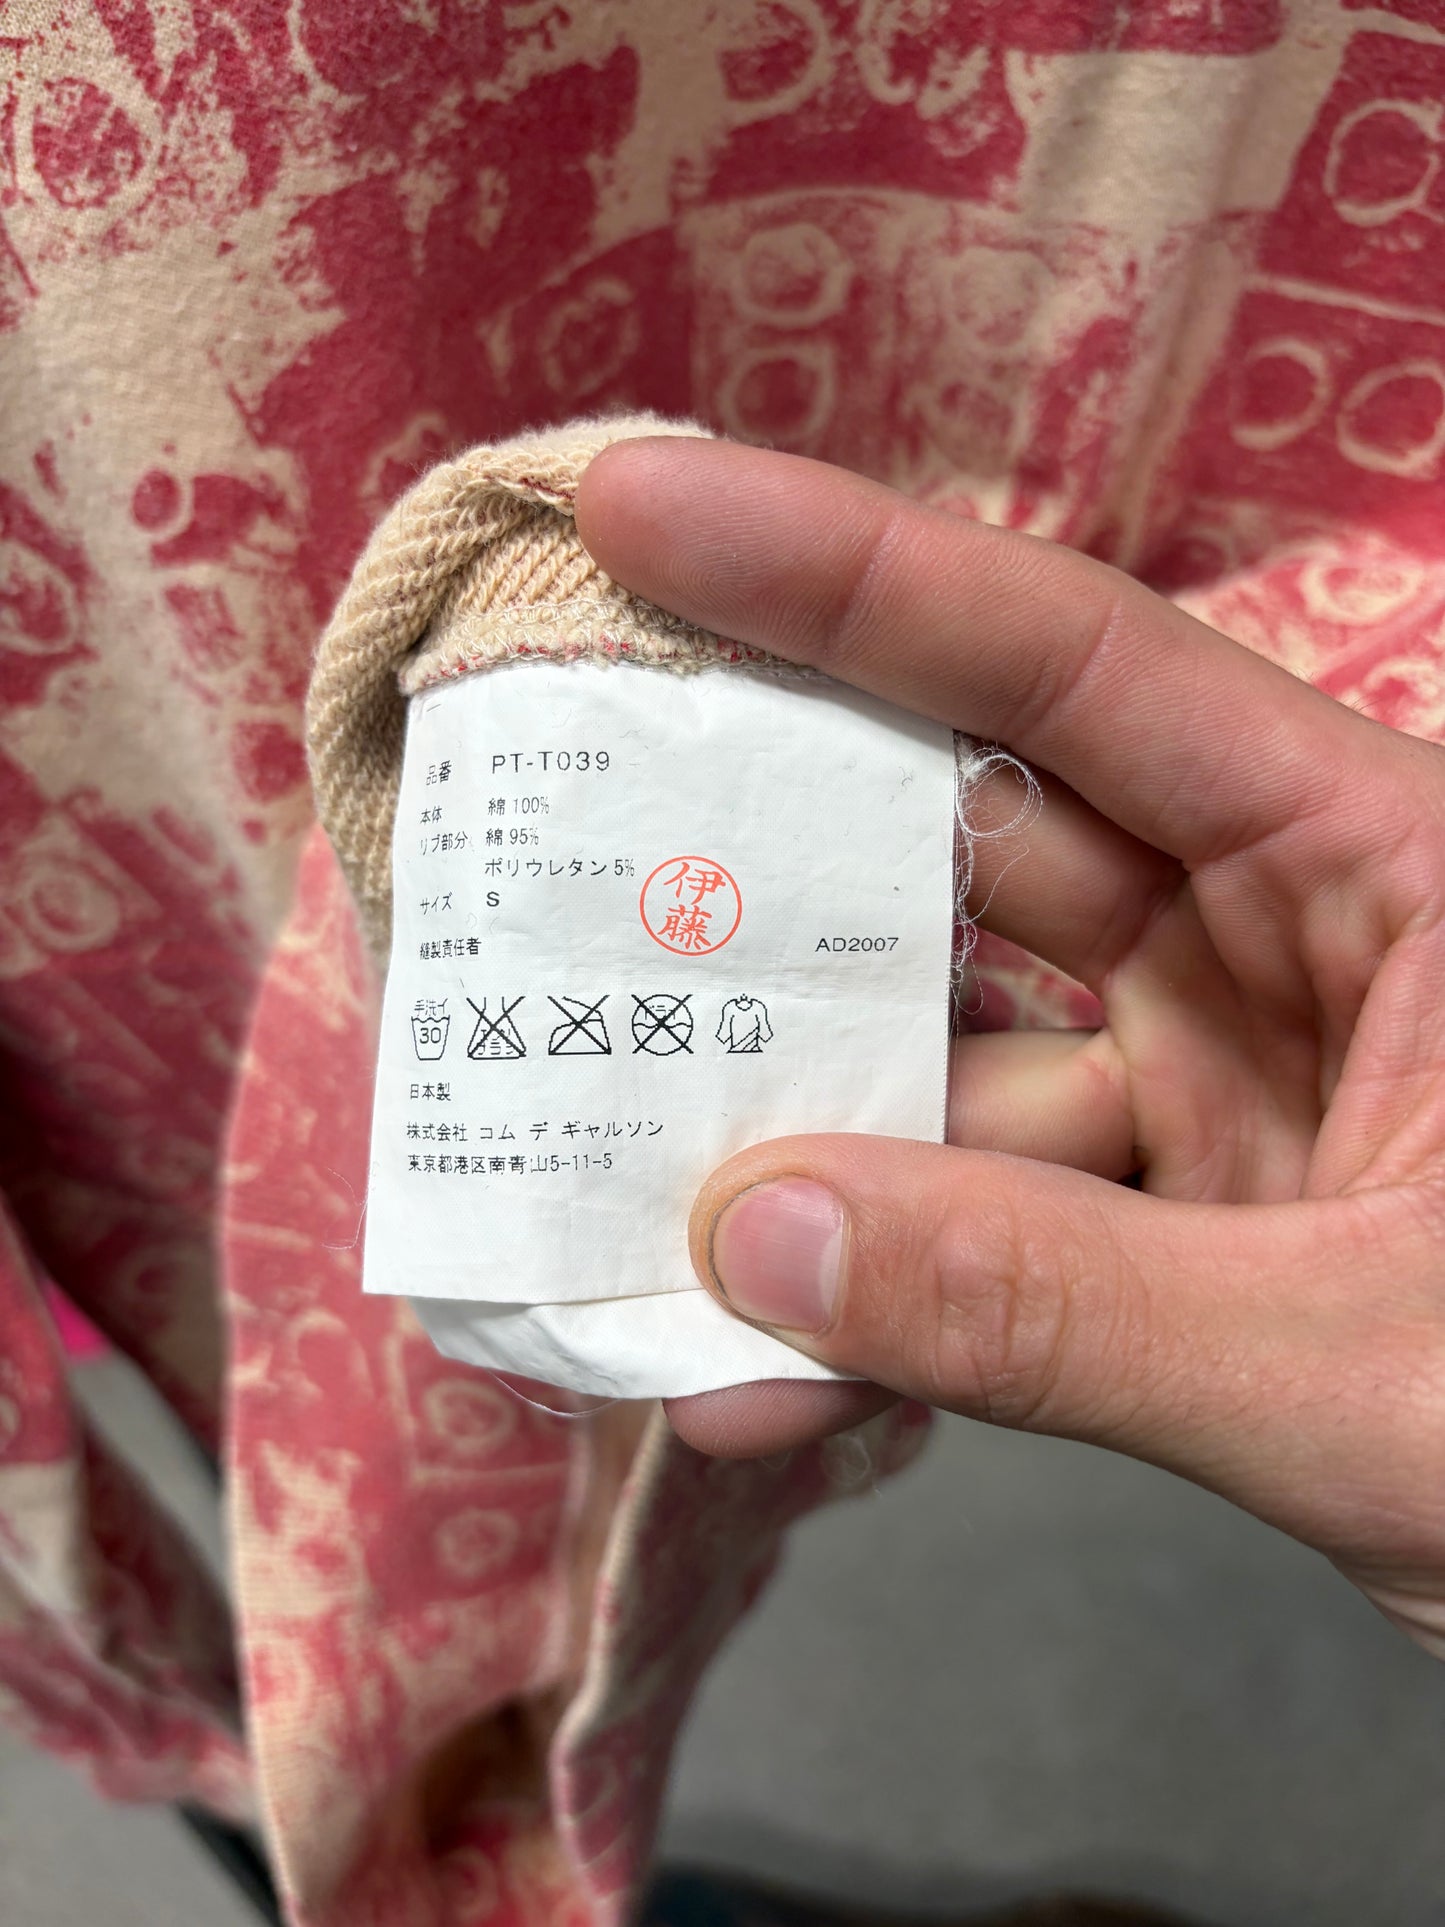 品番 PT-T039
本体 綿 100%
リブ部分 綿 95%
ポリウレタン 5%
サイズ S
縫製責任者 伊藤 AD2007
手洗イ
30
日本製
株式会社 コム デ ギャルソン
東京都港区南青山5-11-5